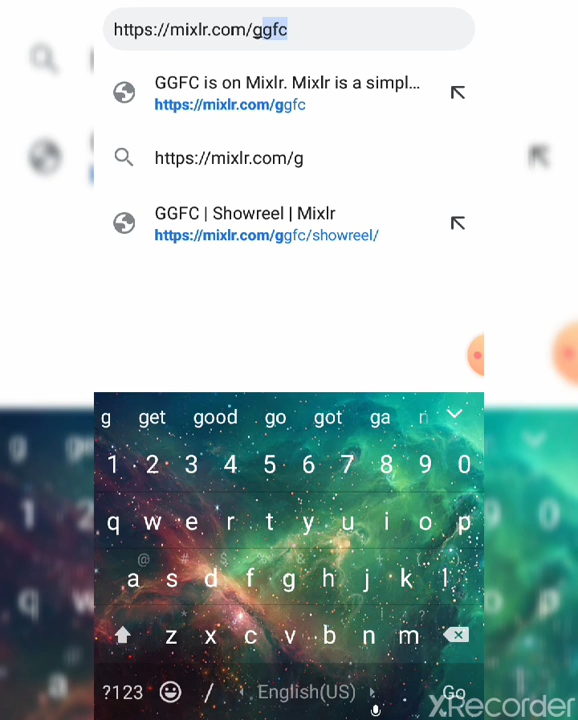 https://mixlr.com/ggfc
GGFC is on Mixlr. Mixlr is a simpl...
https://mixlr.com/ggfc
https://mixlr.com/g
GGFC | Showreel | Mixlr
https://mixlr.com/ggfc/showreel/
g get good go got ga
1 2 3 4 5 6 7 8 9 0
q w e r t y u i o p
@ # $ & + ( )
a s d f g h j k l
z x c v b n m
?123 / English(US) . Go
XRecorder